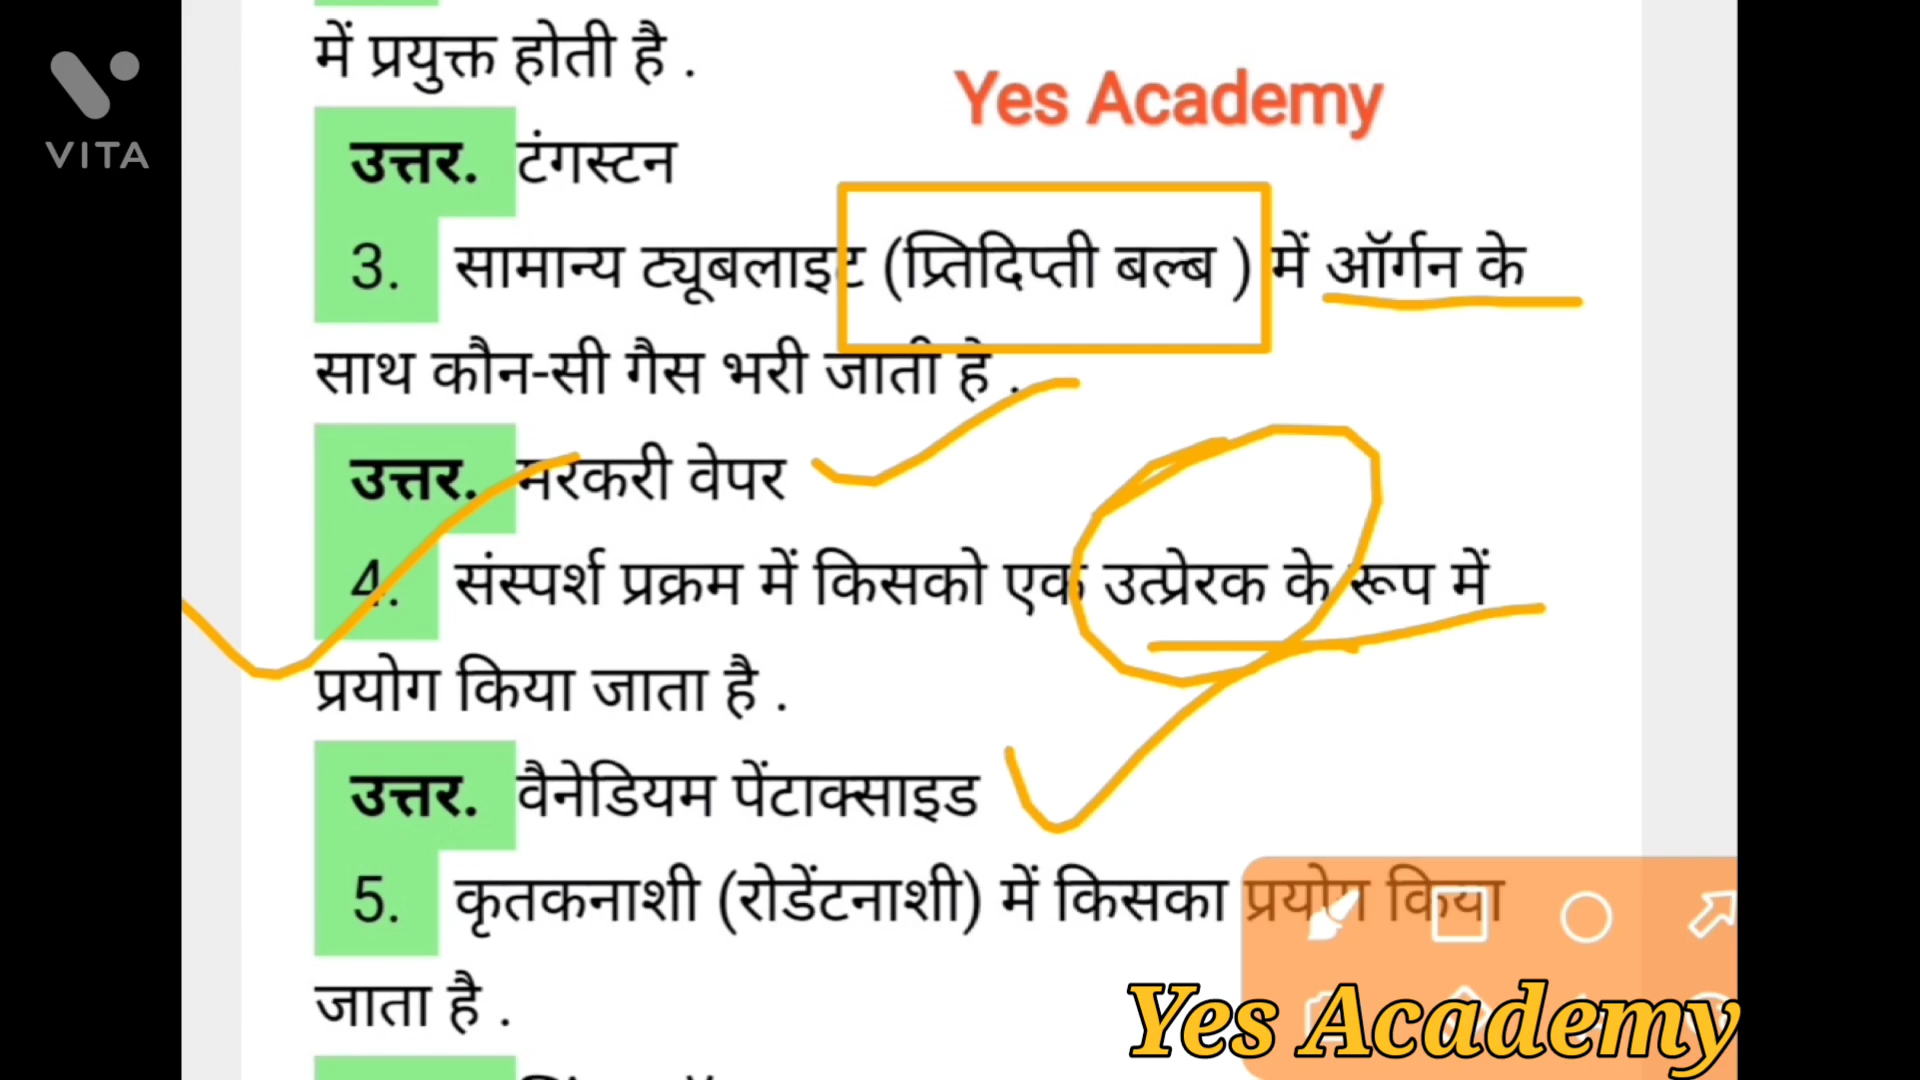 VITA
में प्रयुक्त होती है .
Yes Academy
उत्तर. टंगस्टन
3. सामान्य ट्यूबलाइट (प्रतिदिप्ती बल्ब ) में ऑर्गन के
साथ कौन-सी गैस भरी जाती है .
उत्तर. मरकरी वेपर
4. संस्पर्श प्रक्रम में किसको एक उत्प्रेरक के रूप में
प्रयोग किया जाता है .
उत्तर. वैनेडियम पेंटाक्साइड
5. कृतकनाशी (रोडेंटनाशी) में किसका प्रयोग किया
जाता है .
Yes Academy